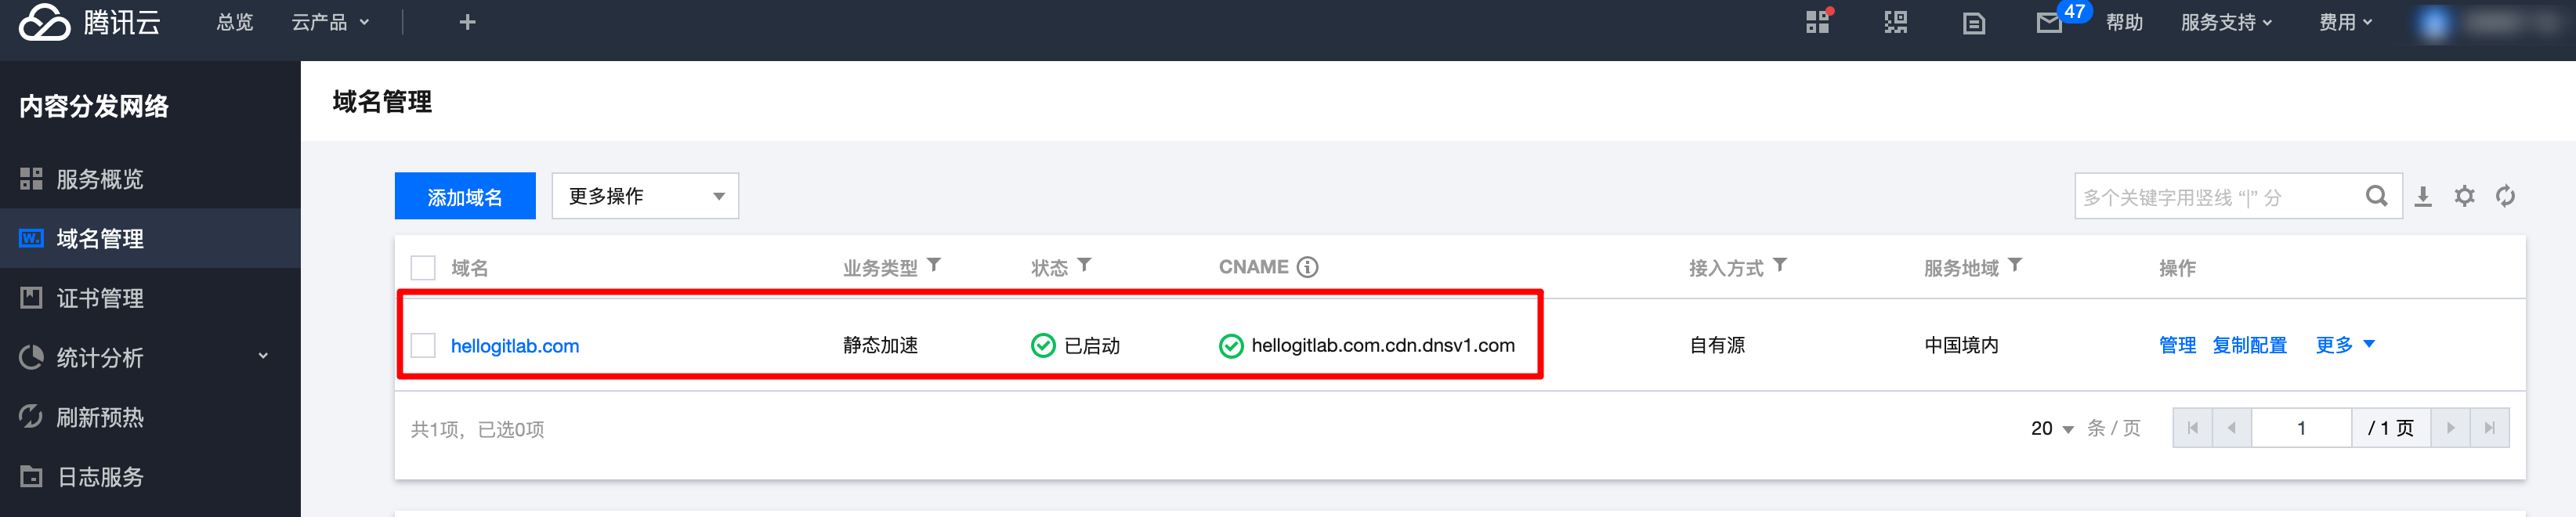 腾讯云 总览 云产品 47 帮助 服务支持 费用
内容分发网络
服务概览
域名管理
证书管理
统计分析
刷新预热
日志服务
域名管理
添加域名 更多操作 多个关键字用竖线 “|” 分
域名 业务类型 状态 CNAME 接入方式 服务地域 操作
hellogitlab.com 静态加速 已启动 hellogitlab.com.cdn.dnsv1.com 自有源 中国境内 管理 复制配置 更多
共1项，已选0项 20 条 / 页 1 / 1 页